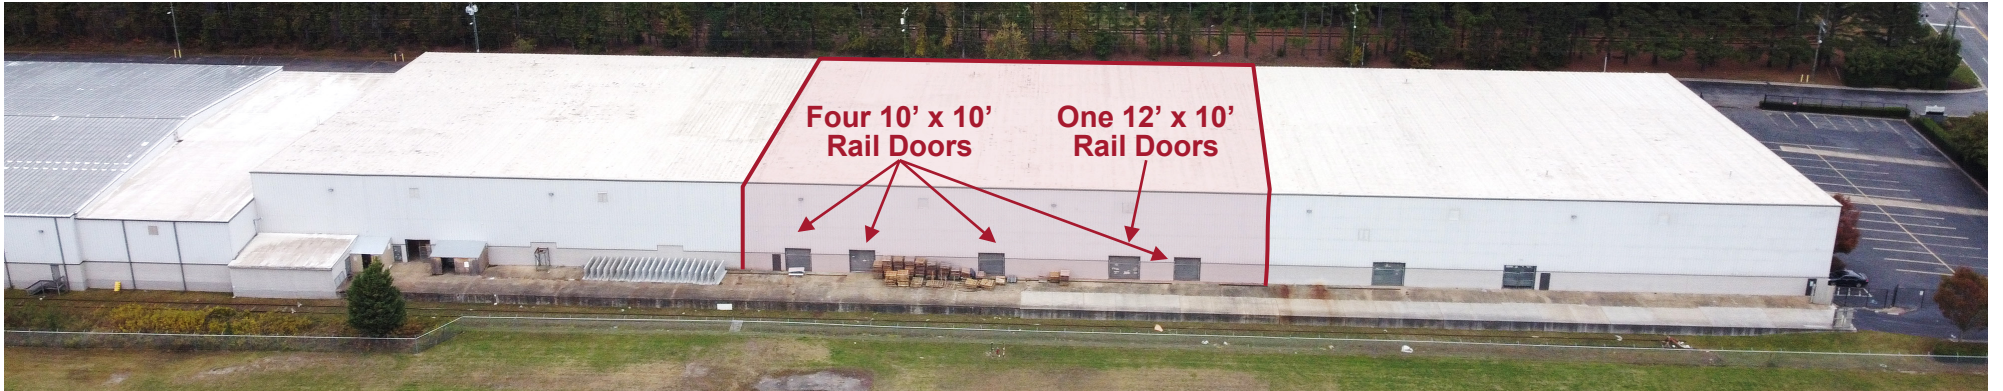 Four 10’ x 10’
Rail Doors
One 12’ x 10’
Rail Doors